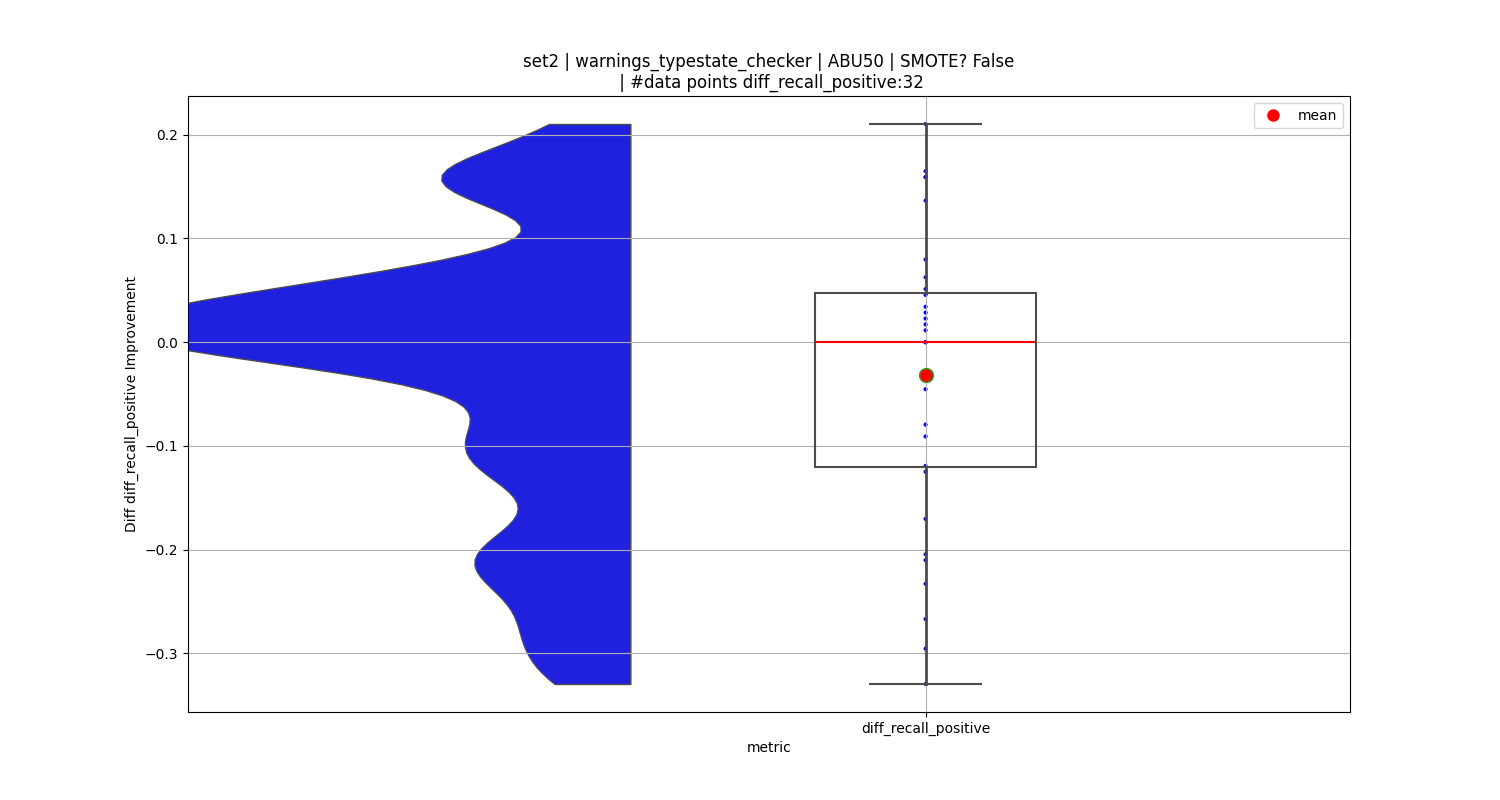 set2 | warnings_typestate_checker | ABU50 | SMOTE? False
| #data points diff_recall_positive:32
mean
0.2
0.1
0.0
−0.1
−0.2
−0.3
Diff diff_recall_positive Improvement
diff_recall_positive
metric